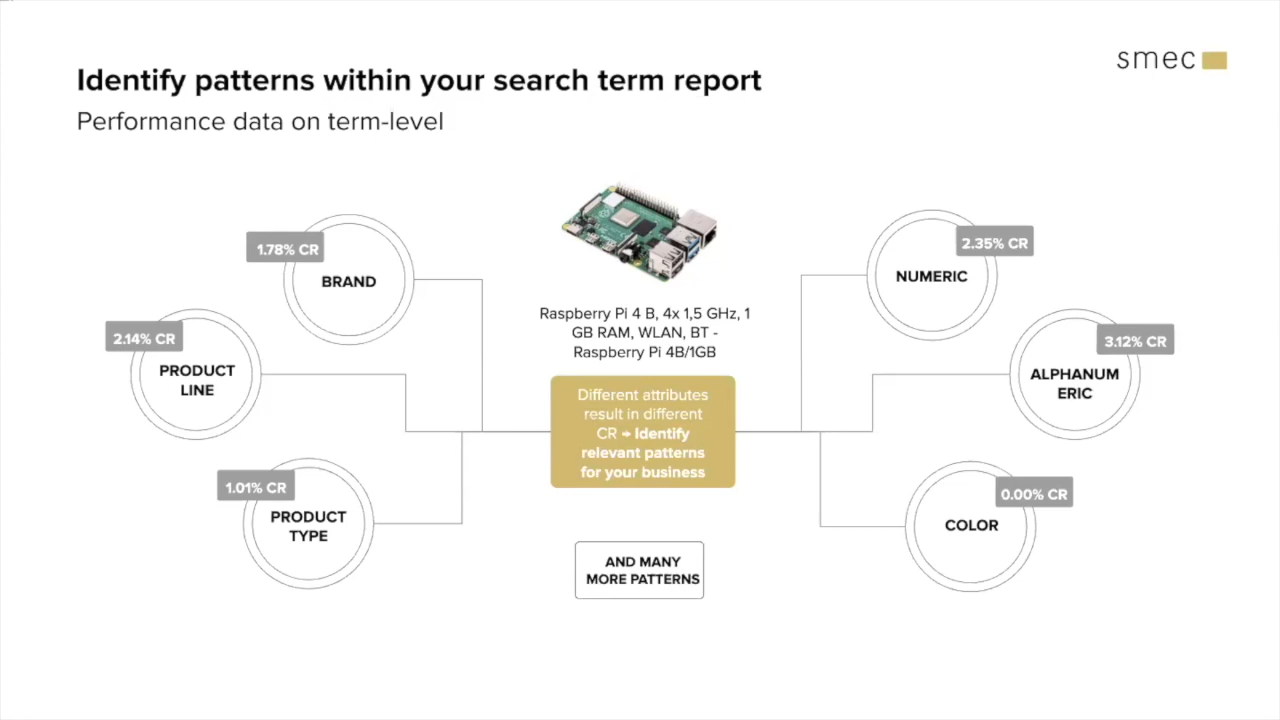 smec
Identify patterns within your search term report
Performance data on term-level
1.78% CR
BRAND
2.14% CR
PRODUCT
LINE
1.01% CR
PRODUCT
TYPE
Raspberry Pi 4 B, 4x 1,5 GHz, 1
GB RAM, WLAN, BT -
Raspberry Pi 4B/1GB
Different attributes
result in different
CR → Identify
relevant patterns
for your business
AND MANY
MORE PATTERNS
2.35% CR
NUMERIC
3.12% CR
ALPHANUM
ERIC
0.00% CR
COLOR